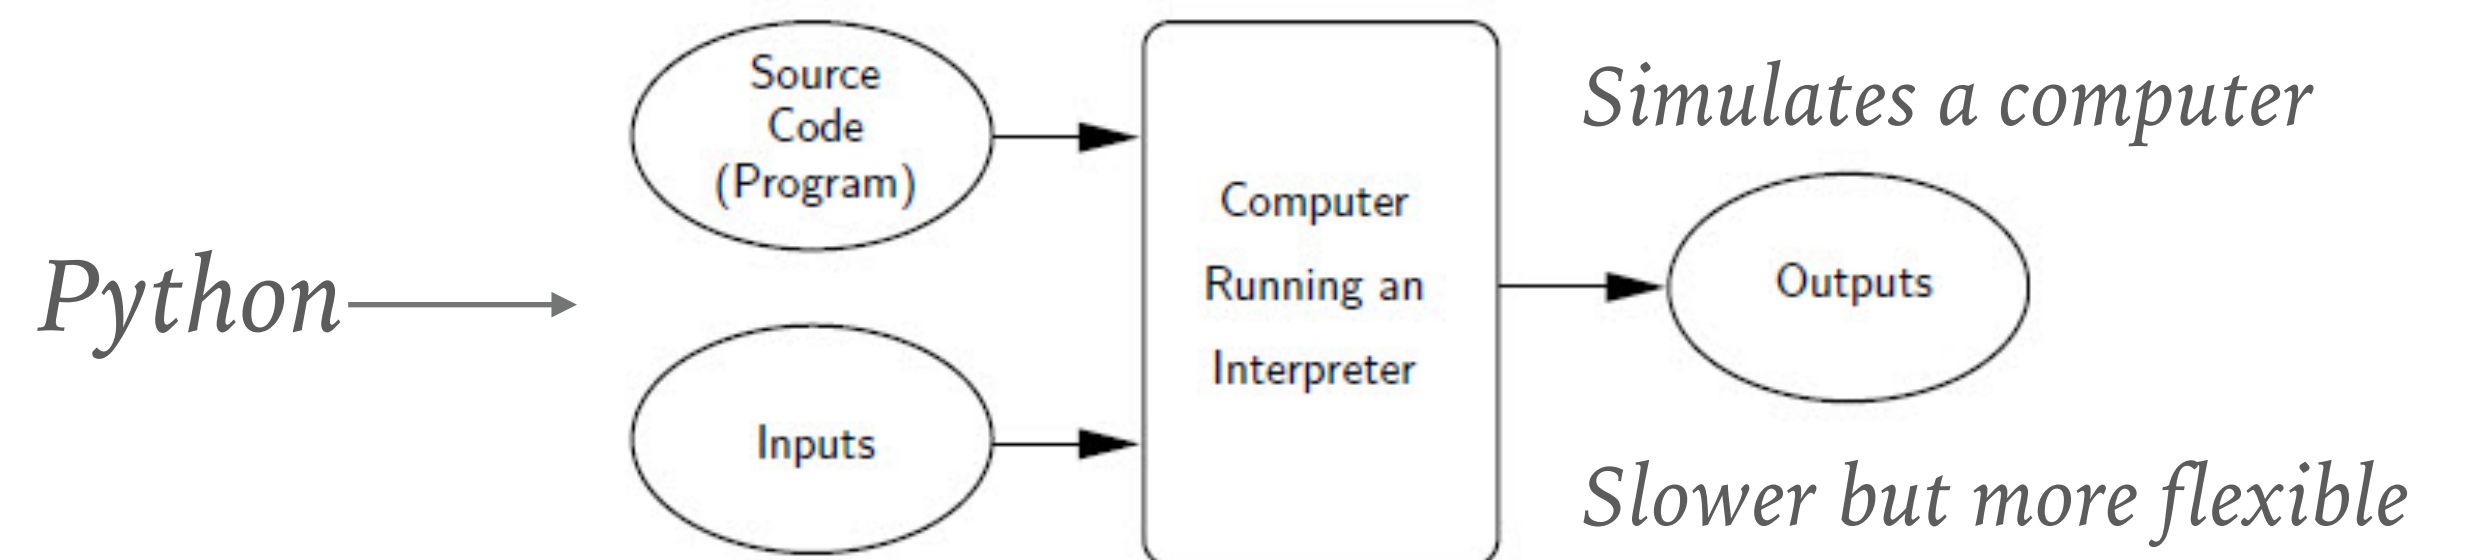 Python
Source
Code
(Program)
Inputs
Computer
Running an
Interpreter
Simulates a computer
Outputs
Slower but more flexible